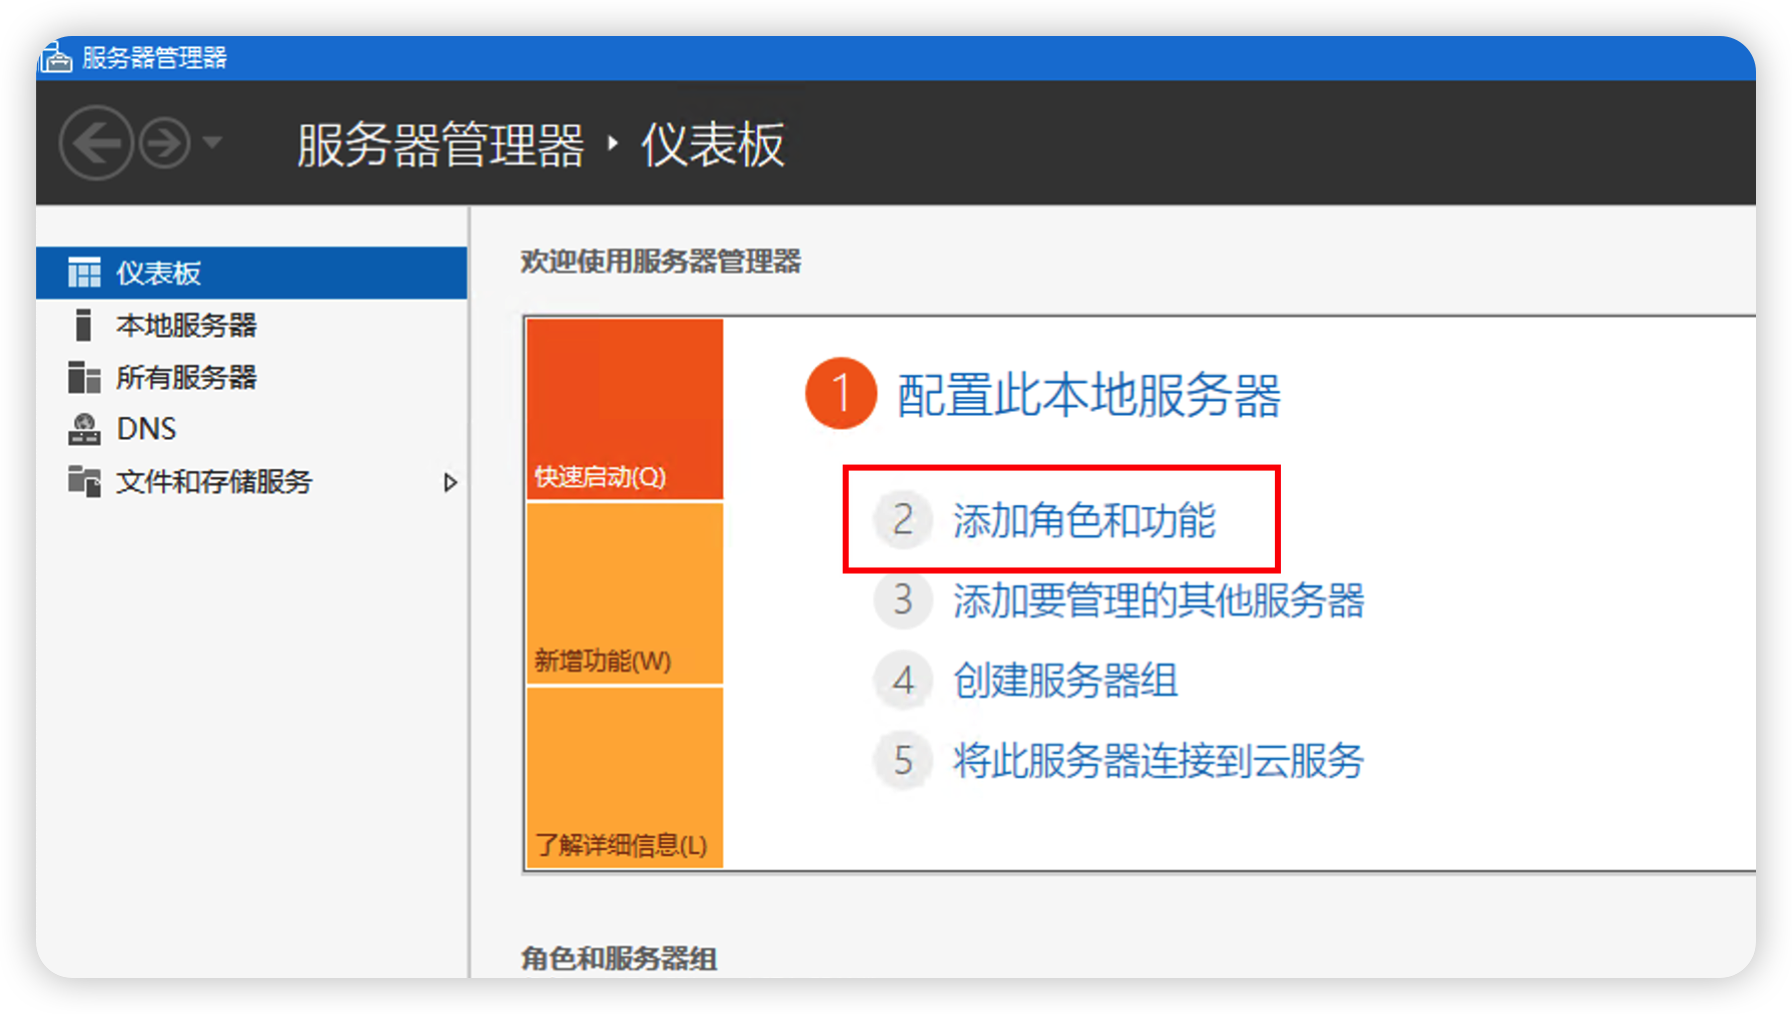 服务器管理器
服务器管理器 ‣ 仪表板
仪表板
本地服务器
所有服务器
DNS
文件和存储服务
欢迎使用服务器管理器
快速启动(Q)
新增功能(W)
了解详细信息(L)
1 配置此本地服务器
2 添加角色和功能
3 添加要管理的其他服务器
4 创建服务器组
5 将此服务器连接到云服务
角色和服务器组